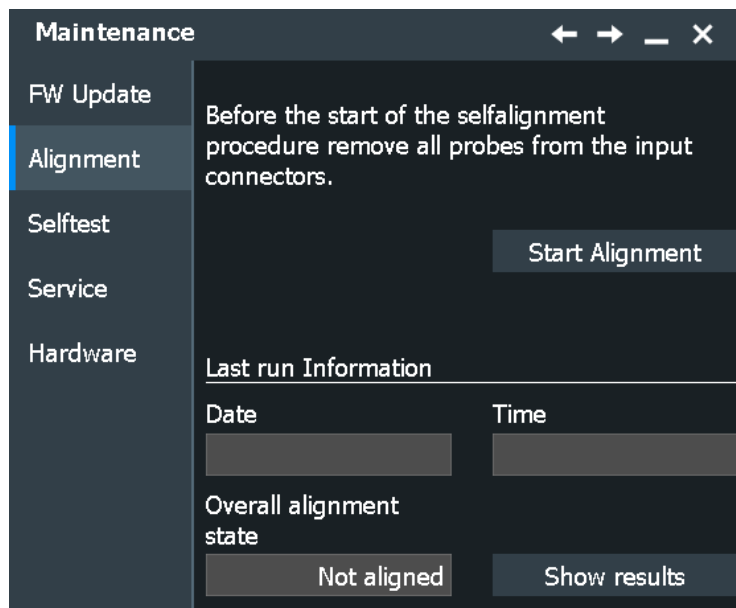 Maintenance
FW Update
Alignment
Selftest
Service
Hardware
Before the start of the selfalignment
procedure remove all probes from the input
connectors.
Start Alignment
Last run Information
Date
Time
Overall alignment
state
Not aligned
Show results